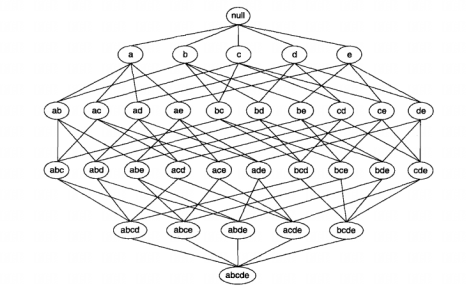 null
a b c d e
ab ac ad ae bc bd be cd ce de
abc abd abe acd ace ade bcd bce bde cde
abcd abce abde acde bcde
abcde